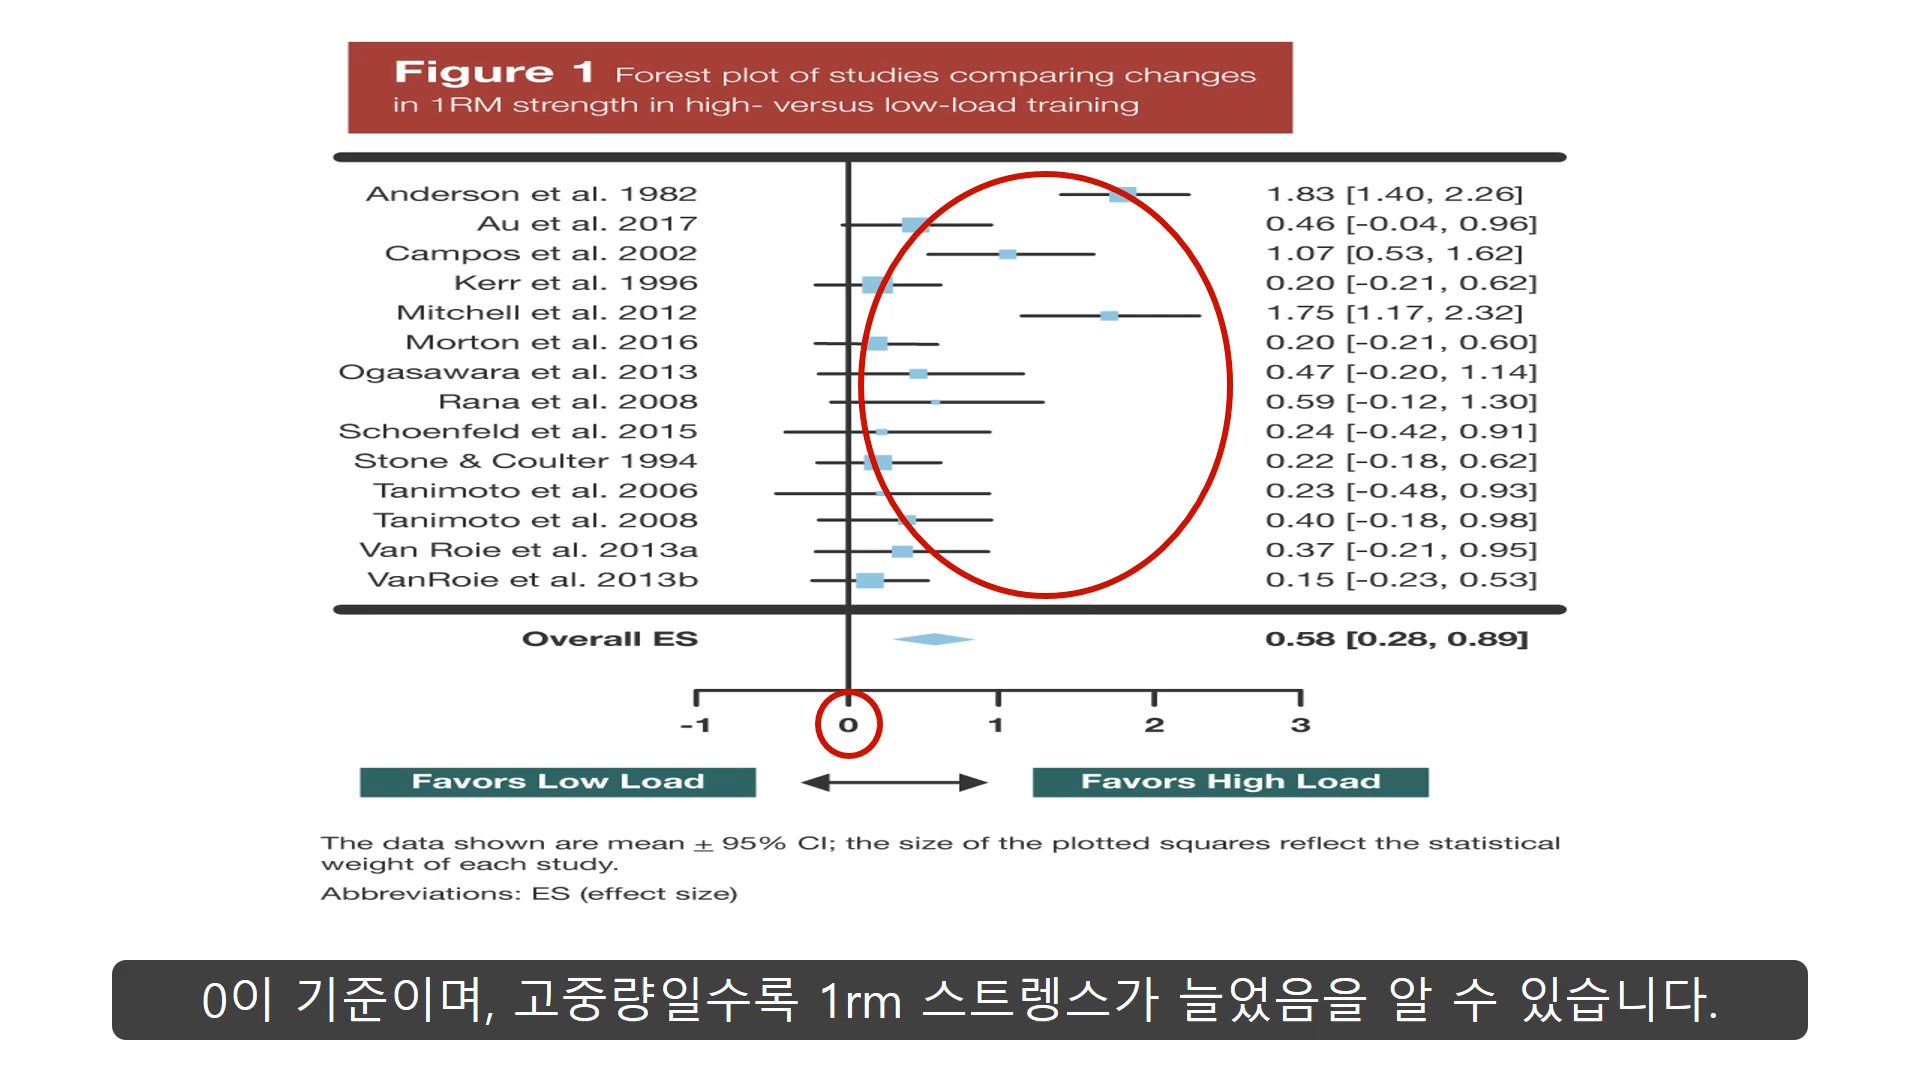 Figure 1 Forest plot of studies comparing changes
in 1RM strength in high- versus low-load training
Anderson et al. 1982 1.83 [1.40, 2.26]
Au et al. 2017 0.46 [-0.04, 0.96]
Campos et al. 2002 1.07 [0.53, 1.62]
Kerr et al. 1996 0.20 [-0.21, 0.62]
Mitchell et al. 2012 1.75 [1.17, 2.32]
Morton et al. 2016 0.20 [-0.21, 0.60]
Ogasawara et al. 2013 0.47 [-0.20, 1.14]
Rana et al. 2008 0.59 [-0.12, 1.30]
Schoenfeld et al. 2015 0.24 [-0.42, 0.91]
Stone & Coulter 1994 0.22 [-0.18, 0.62]
Tanimoto et al. 2006 0.23 [-0.48, 0.93]
Tanimoto et al. 2008 0.40 [-0.18, 0.98]
Van Roie et al. 2013a 0.37 [-0.21, 0.95]
VanRoie et al. 2013b 0.15 [-0.23, 0.53]
Overall ES 0.58 [0.28, 0.89]
-1 0 1 2 3
Favors Low Load Favors High Load
The data shown are mean ± 95% CI; the size of the plotted squares reflect the statistical
weight of each study.
Abbreviations: ES (effect size)
0이 기준이며, 고중량일수록 1rm 스트렝스가 늘었음을 알 수 있습니다.